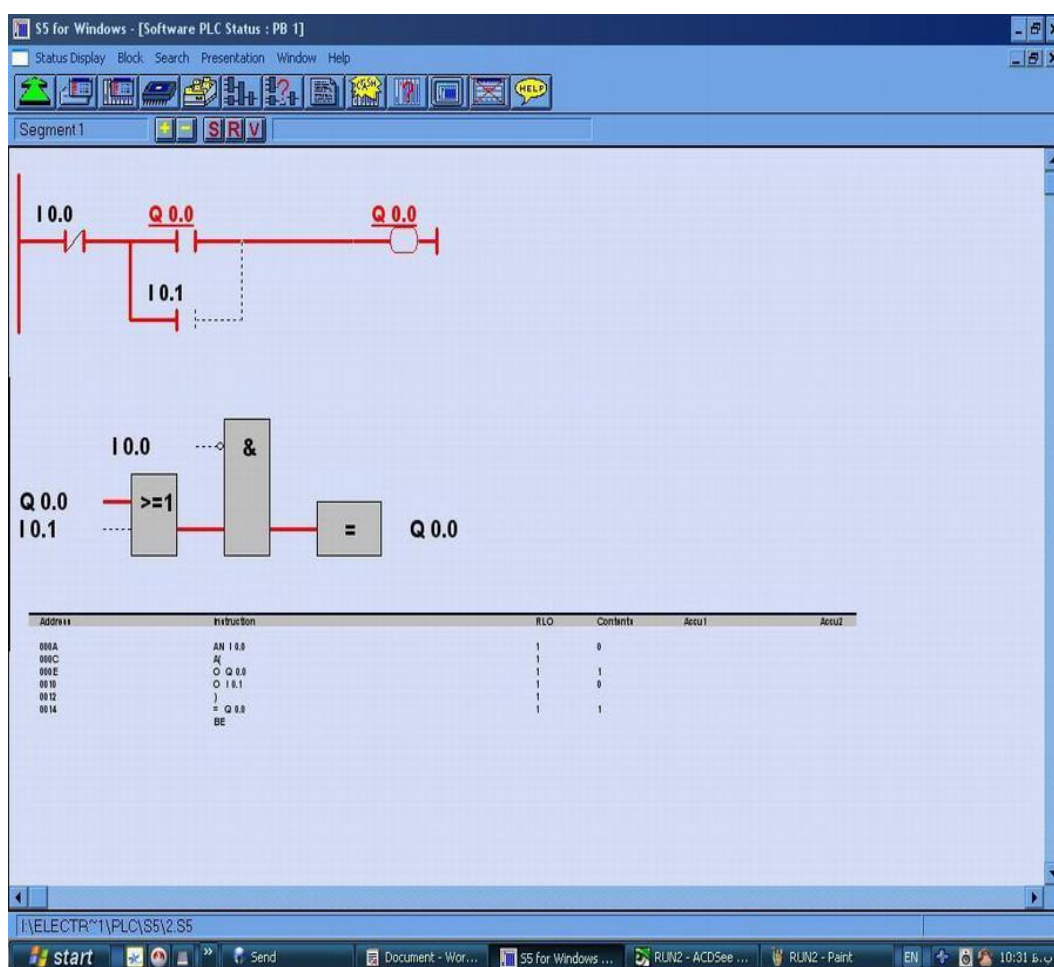 S5 for Windows - [Software PLC Status : PB 1]
Status Display Block Search Presentation Window Help
HELP
Segment 1 + - S R V
I 0.0 Q 0.0 Q 0.0
I 0.1
I 0.0 &
Q 0.0 >=1
I 0.1 = Q 0.0
Address Instruction RLO Contents Accu1 Accu2
000A AN I 0.0 1 0
000C A( 1
000E O Q 0.0 1 1
0010 O I 0.1 1 0
0012 ) 1
0014 = Q 0.0 1 1
BE
I:\ELECTR~1\PLC\S5\2.S5
start » Send Document - Wor... S5 for Windows ... RUN2 - ACDSee ... RUN2 - Paint EN 10:31 ق.ظ